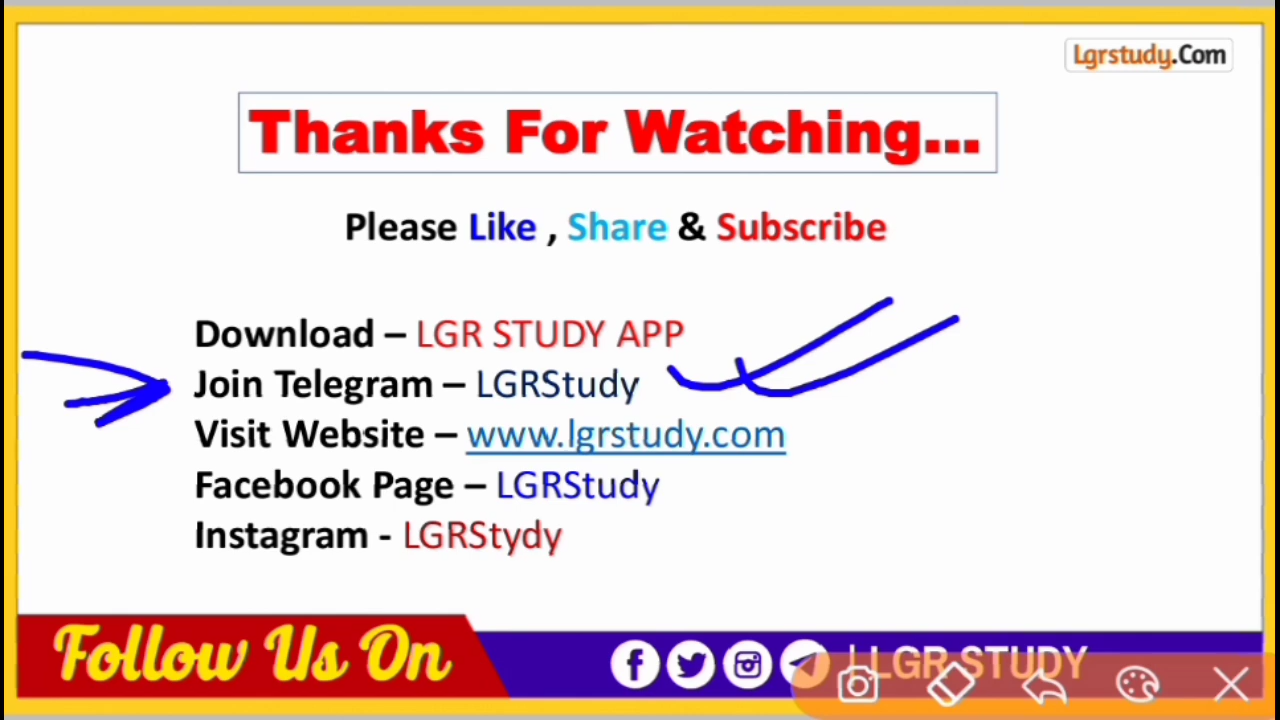 Lgrstudy.Com
Thanks For Watching...
Please Like , Share & Subscribe
Download – LGR STUDY APP
Join Telegram – LGRStudy
Visit Website – www.lgrstudy.com
Facebook Page – LGRStudy
Instagram - LGRStydy
Follow Us On
LGR STUDY